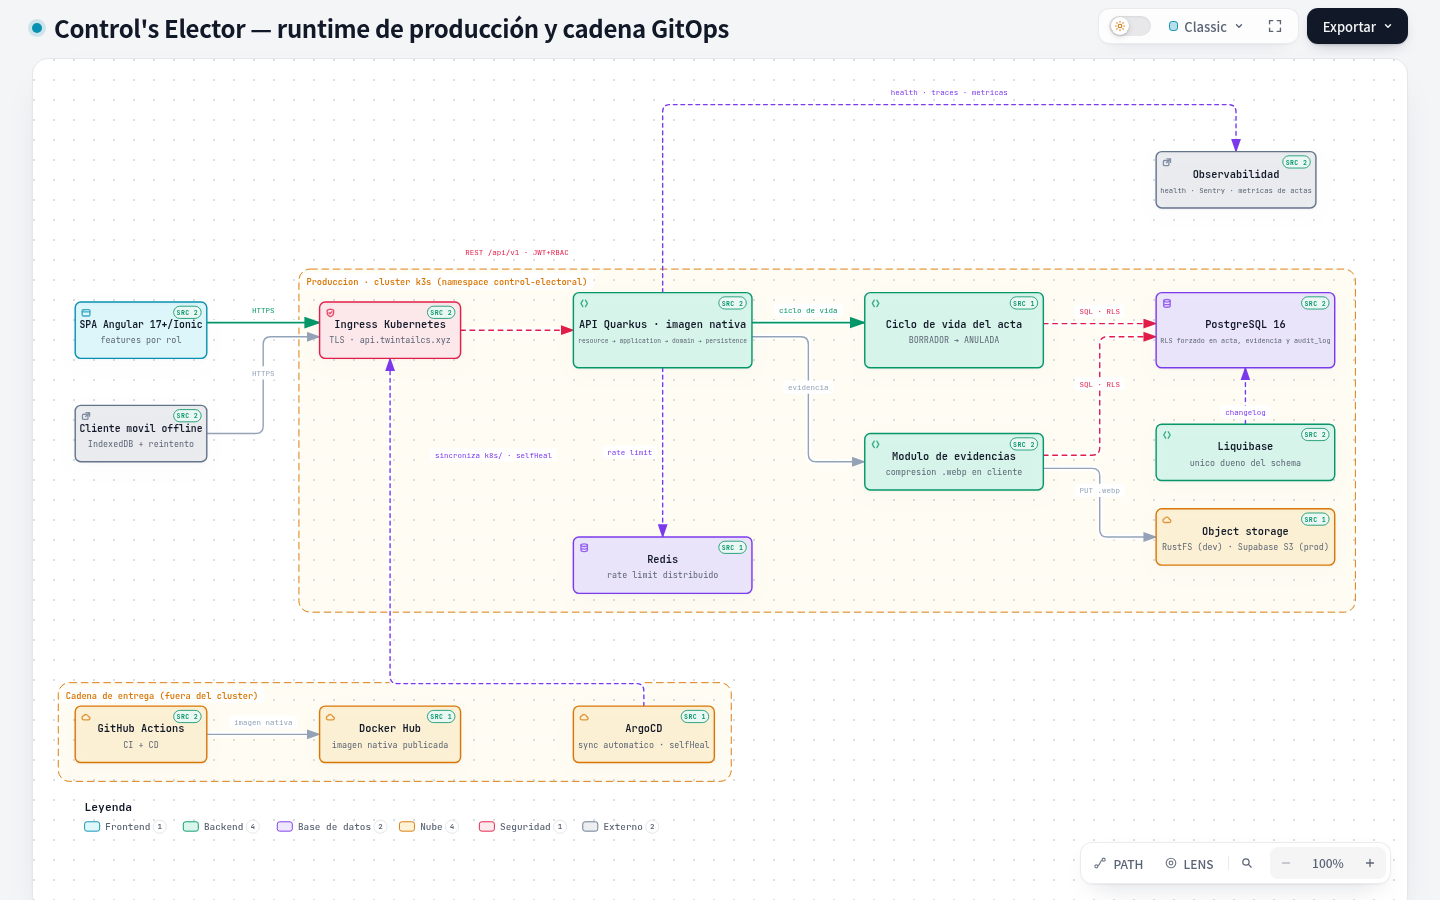 Control's Elector — runtime de producción y cadena GitOps
Classic
Exportar
health · traces · metricas
SRC 2
Observabilidad
health · Sentry · metricas de actas
REST /api/v1 · JWT+RBAC
Produccion · cluster k3s (namespace control-electoral)
SRC 2
SPA Angular 17+/Ionic
features por rol
HTTPS
SRC 2
Ingress Kubernetes
TLS · api.twintailcs.xyz
SRC 2
API Quarkus · imagen nativa
resource → application → domain → persistence
ciclo de vida
SRC 1
Ciclo de vida del acta
BORRADOR → ANULADA
SQL · RLS
SRC 2
PostgreSQL 16
RLS forzado en acta, evidencia y audit_log
HTTPS
evidencia
SQL · RLS
SRC 2
Cliente movil offline
IndexedDB + reintento
changelog
sincroniza k8s/ · selfHeal
rate limit
SRC 2
Modulo de evidencias
compresion .webp en cliente
SRC 2
Liquibase
unico dueno del schema
PUT .webp
SRC 1
Object storage
RustFS (dev) · Supabase S3 (prod)
SRC 1
Redis
rate limit distribuido
Cadena de entrega (fuera del cluster)
SRC 2
GitHub Actions
CI + CD
imagen nativa
SRC 1
Docker Hub
imagen nativa publicada
SRC 1
ArgoCD
sync automatico · selfHeal
Leyenda
Frontend 1 Backend 4 Base de datos 2 Nube 4 Seguridad 1 Externo 2
PATH LENS − 100% +